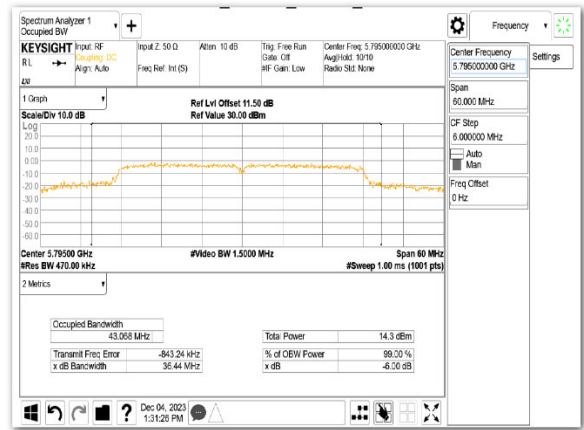 Spectrum Analyzer 1
Occupied BW
Frequency
KEYSIGHT
Input: RF
Coupling: DC
Align: Auto
Input Z: 50 Ω
Freq Ref: Int (S)
Atten: 10 dB
Trig: Free Run
Gate: Off
#IF Gain: Low
Center Freq: 5.795000000 GHz
Avg|Hold: 10/10
Radio Std: None
RL
Center Frequency
5.795000000 GHz
Settings
Span
60.000 MHz
CF Step
6.000000 MHz
Auto
Man
Freq Offset
0 Hz
1 Graph
Scale/Div 10.0 dB
Ref Lvl Offset 11.50 dB
Ref Value 30.00 dBm
Log
20.0
10.0
0.00
-10.0
-20.0
-30.0
-40.0
-50.0
-60.0
Center 5.79500 GHz
#Video BW 1.5000 MHz
Span 60 MHz
#Res BW 470.00 kHz
#Sweep 1.00 ms (1001 pts)
2 Metrics
Occupied Bandwidth
43.068 MHz
Total Power 14.3 dBm
Transmit Freq Error -843.24 kHz
% of OBW Power 99.00 %
x dB Bandwidth 36.44 MHz
x dB -6.00 dB
?
Dec 04, 2023
1:31:26 PM